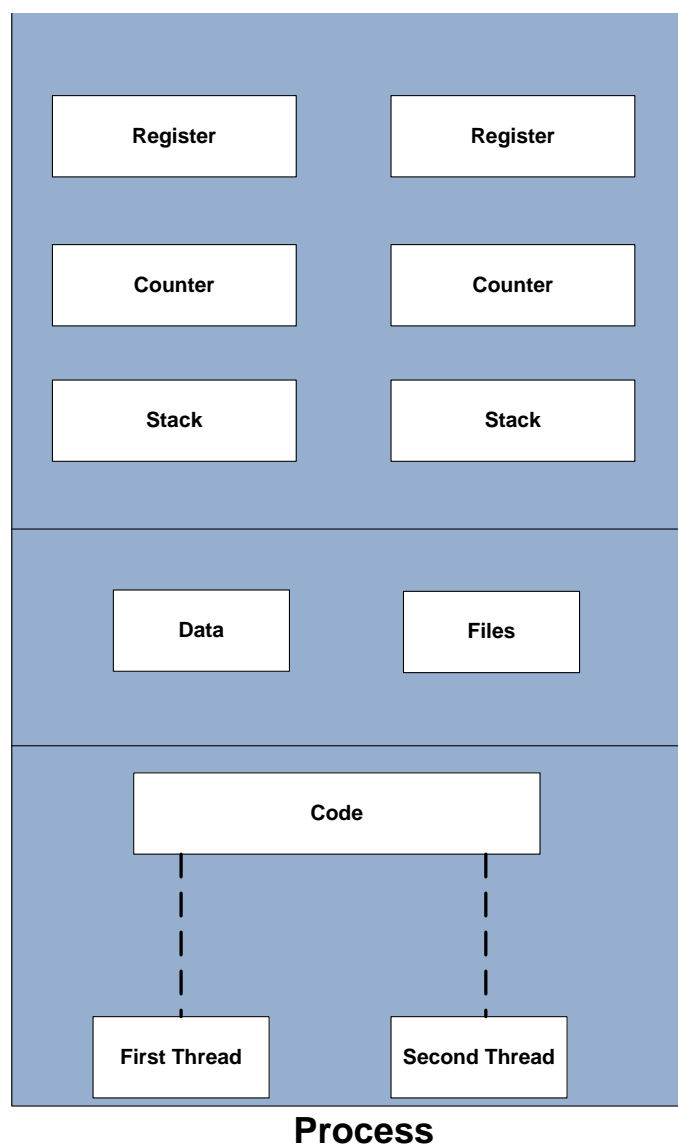 Register Register
Counter Counter
Stack Stack
Data Files
Code
First Thread Second Thread
Process